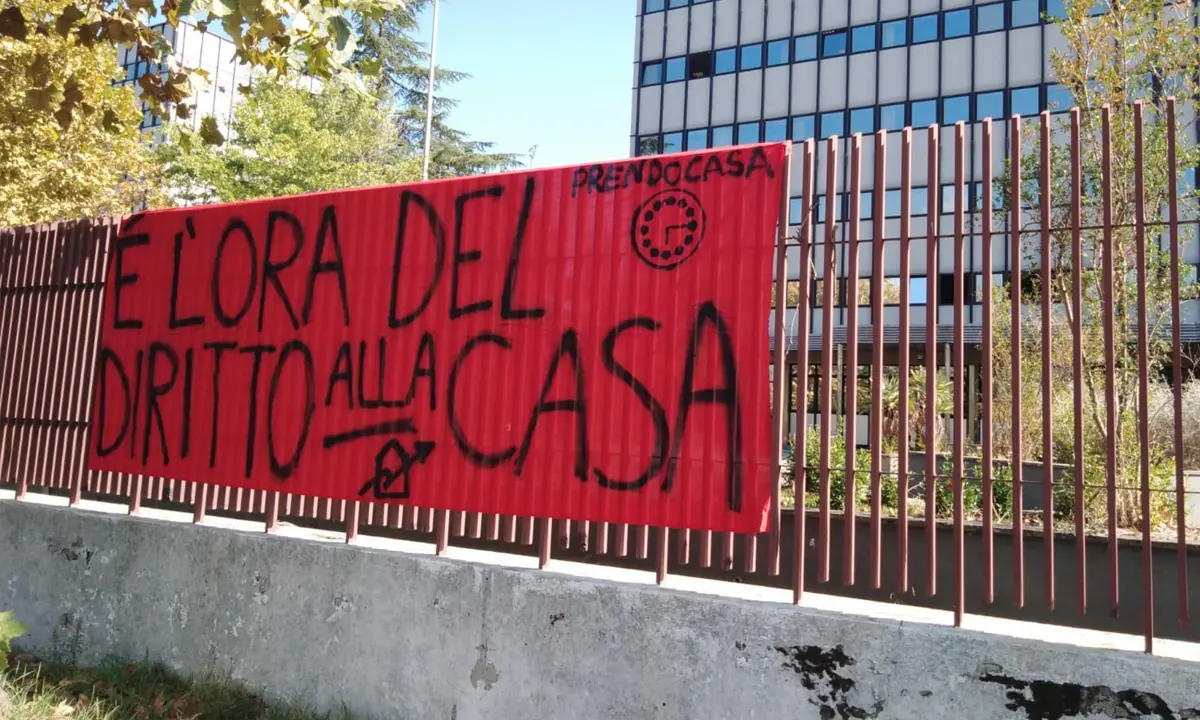 PRENDOCASA
É L'ORA DEL
DIRITTO ALLA CASA